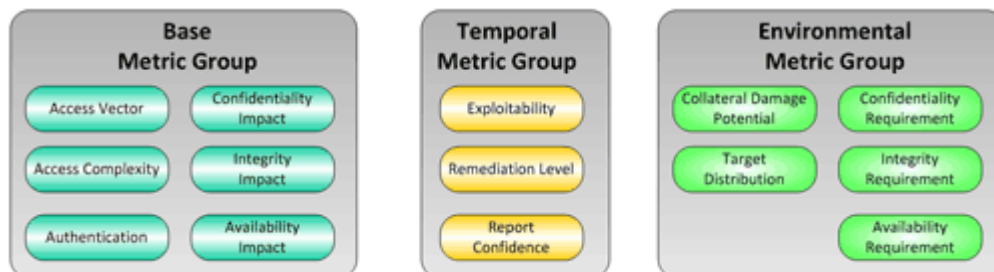 Base
Metric Group
Access Vector
Confidentiality
Impact
Access Complexity
Integrity
Impact
Authentication
Availability
Impact
Temporal
Metric Group
Exploitability
Remediation Level
Report
Confidence
Environmental
Metric Group
Collateral Damage
Potential
Confidentiality
Requirement
Target
Distribution
Integrity
Requirement
Availability
Requirement